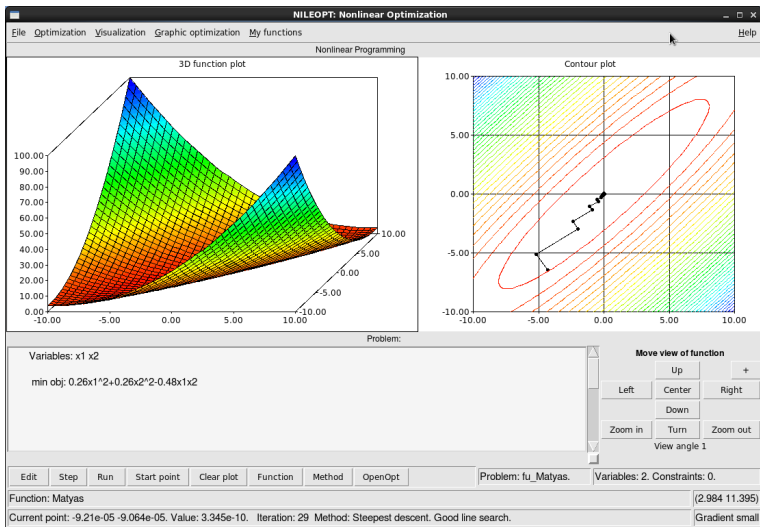 NILEOPT: Nonlinear Optimization
File Optimization Visualization Graphic optimization My functions Help
Nonlinear Programming
3D function plot
100.00
90.00
80.00
70.00
60.00
50.00
40.00
30.00
20.00
10.00
0.00
-10.00 -5.00 0.00 5.00 10.00
10.00
5.00
0.00
-5.00
-10.00
Contour plot
10.00
5.00
0.00
-5.00
-10.00
-10.00 -5.00 0.00 5.00 10.00
Problem:
Variables: x1 x2
min obj: 0.26x1^2+0.26x2^2-0.48x1x2
Move view of function
Up +
Left Center Right
Down
Zoom in Turn Zoom out
View angle 1
Edit Step Run Start point Clear plot Function Method OpenOpt Problem: fu_Matyas. Variables: 2. Constraints: 0.
Function: Matyas (2.984 11.395)
Current point: -9.21e-05 -9.064e-05. Value: 3.345e-10. Iteration: 29 Method: Steepest descent. Good line search. Gradient small